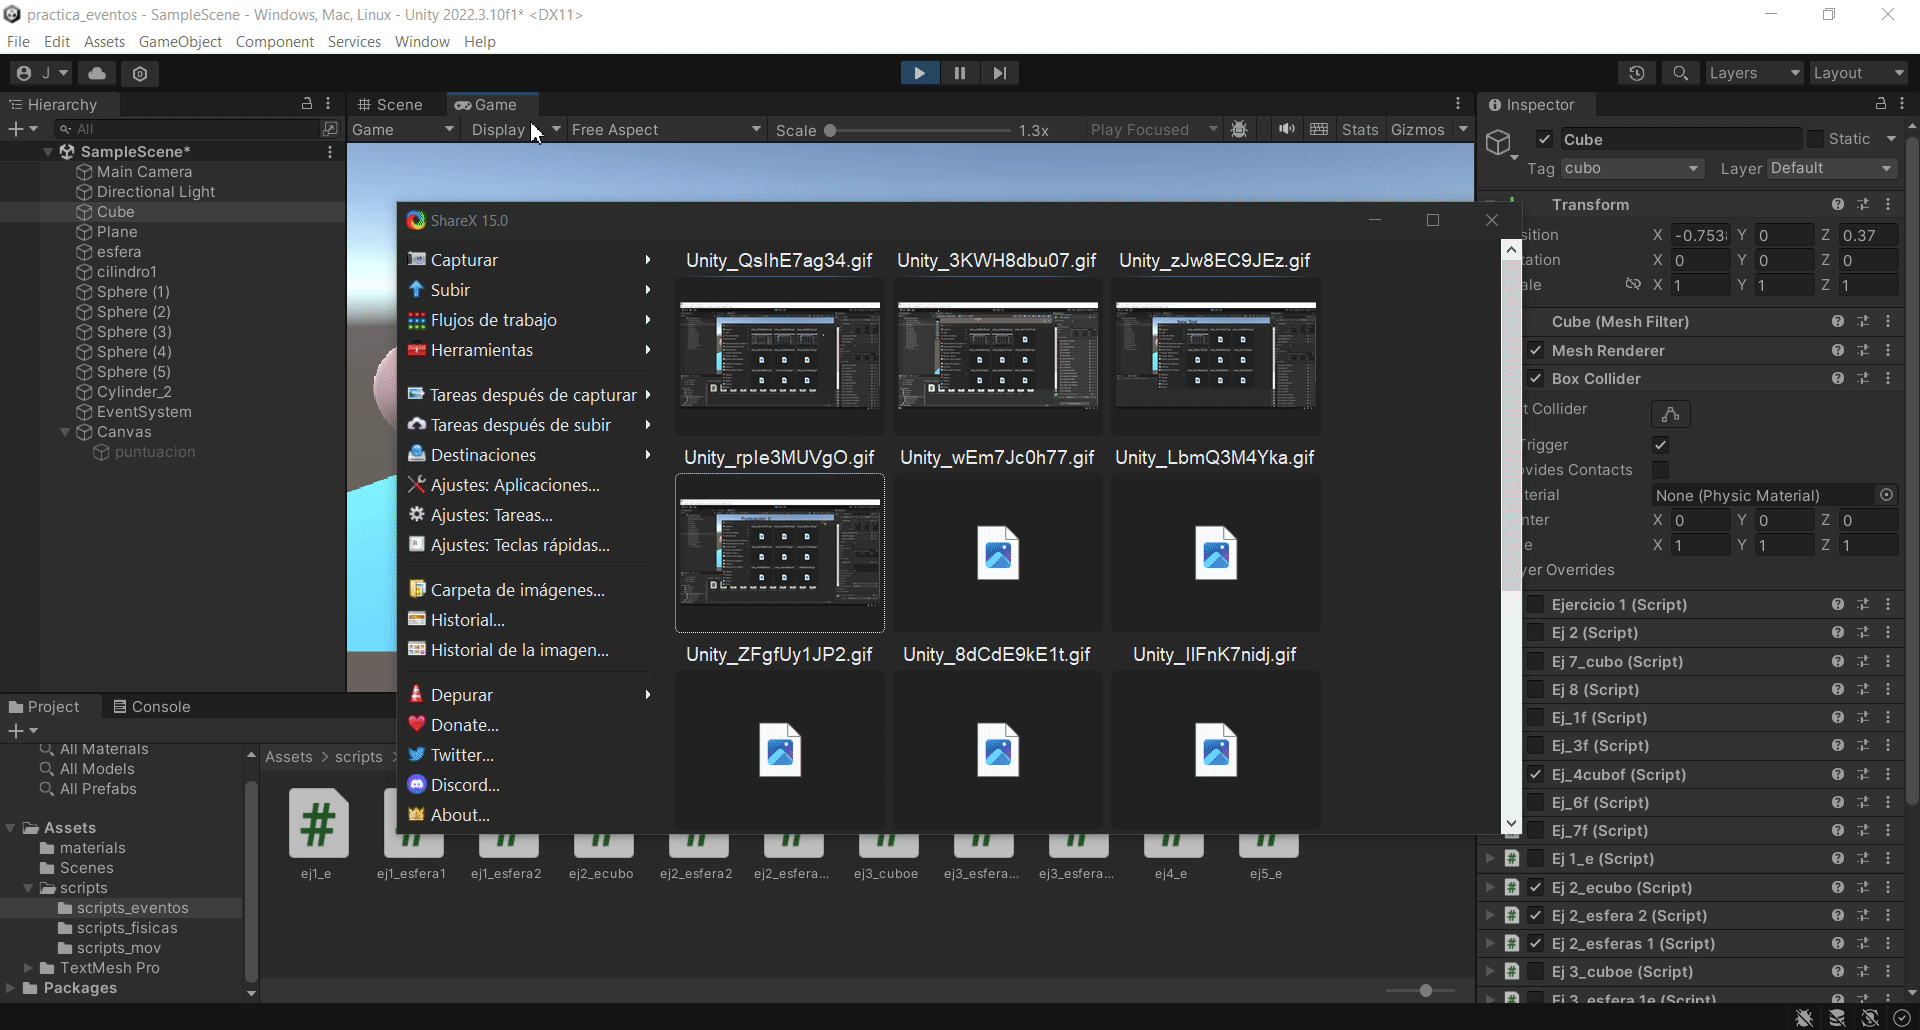 practica_eventos - SampleScene - Windows, Mac, Linux - Unity 2022.3.10f1* <DX11>
File Edit Assets GameObject Component Services Window Help
J
Layers
Layout
Hierarchy
Scene
Game
Inspector
All
Game
Display
Free Aspect
Scale
1.3x
Play Focused
Stats
Gizmos
SampleScene*
Main Camera
Directional Light
Cube
Plane
esfera
cilindro1
Sphere (1)
Sphere (2)
Sphere (3)
Sphere (4)
Sphere (5)
Cylinder_2
EventSystem
Canvas
puntuacion
ShareX 15.0
Capturar
Subir
Flujos de trabajo
Herramientas
Tareas después de capturar
Tareas después de subir
Destinaciones
Ajustes: Aplicaciones...
Ajustes: Tareas...
Ajustes: Teclas rápidas...
Carpeta de imágenes...
Historial...
Historial de la imagen...
Depurar
Donate...
Twitter...
Discord...
About...
Unity_QslhE7ag34.gif
Unity_3KWH8dbu07.gif
Unity_zJw8EC9JEz.gif
Unity_rple3MUVgO.gif
Unity_wEm7Jc0h77.gif
Unity_LbmQ3M4Yka.gif
Unity_ZFgfUy1JP2.gif
Unity_8dCdE9kE1t.gif
Unity_IIFnK7nidj.gif
Cube
Static
Tag cubo
Layer Default
Transform
sition X -0.753 Y 0 Z 0.37
ation X 0 Y 0 Z 0
ale X 1 Y 1 Z 1
Cube (Mesh Filter)
Mesh Renderer
Box Collider
t Collider
Trigger
ovides Contacts
terial None (Physic Material)
nter X 0 Y 0 Z 0
e X 1 Y 1 Z 1
yer Overrides
Ejercicio 1 (Script)
Ej 2 (Script)
Ej 7_cubo (Script)
Ej 8 (Script)
Ej_1f (Script)
Ej_3f (Script)
Ej_4cubof (Script)
Ej_6f (Script)
Ej_7f (Script)
Ej 1_e (Script)
Ej 2_ecubo (Script)
Ej 2_esfera 2 (Script)
Ej 2_esferas 1 (Script)
Ej 3_cuboe (Script)
Ej 3_esfera 1e (Script)
Project
Console
All Materials
All Models
All Prefabs
Assets
materials
Scenes
scripts
scripts_eventos
scripts_fisicas
scripts_mov
TextMesh Pro
Packages
Assets > scripts >
ej1_e
ej1_esfera1
ej1_esfera2
ej2_ecubo
ej2_esfera2
ej2_esfera...
ej3_cuboe
ej3_esfera...
ej3_esfera...
ej4_e
ej5_e